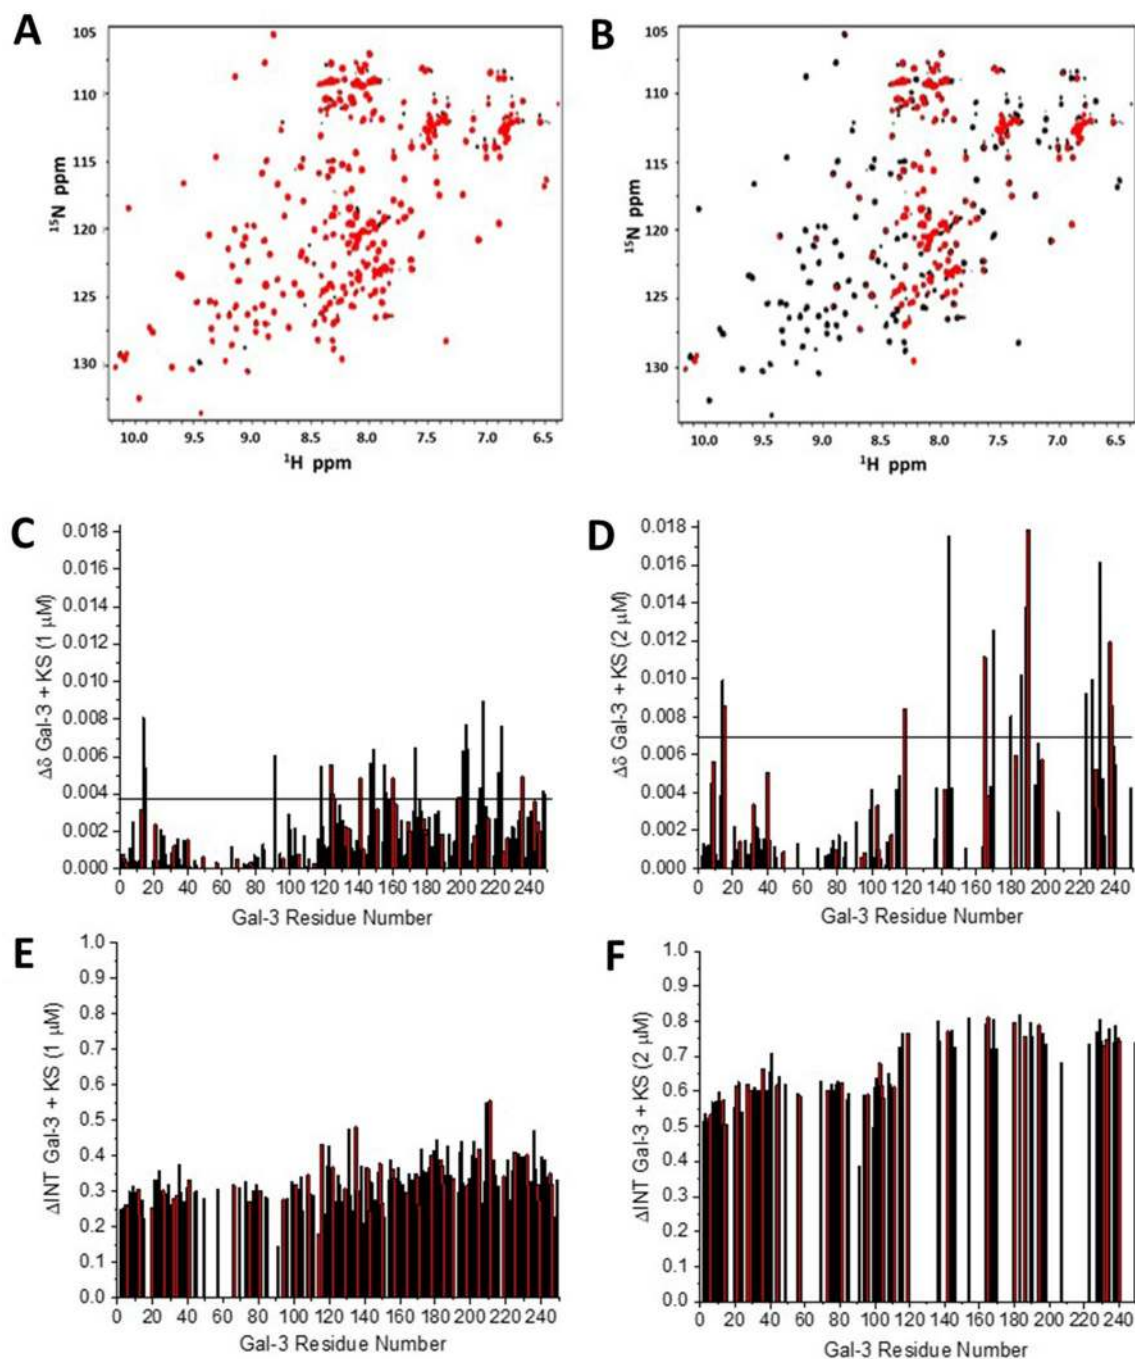 A
B
105
110
115
120
125
130
¹⁵N ppm
10.0 9.5 9.0 8.5 8.0 7.5 7.0 6.5
¹H ppm
105
110
115
120
125
130
¹⁵N ppm
10.0 9.5 9.0 8.5 8.0 7.5 7.0 6.5
¹H ppm
C
D
0.018
0.016
0.014
0.012
0.010
0.008
0.006
0.004
0.002
0.000
Δδ Gal-3 + KS (1 μM)
0 20 40 60 80 100 120 140 160 180 200 220 240
Gal-3 Residue Number
0.018
0.016
0.014
0.012
0.010
0.008
0.006
0.004
0.002
0.000
Δδ Gal-3 + KS (2 μM)
0 20 40 60 80 100 120 140 160 180 200 220 240
Gal-3 Residue Number
E
F
1.0
0.9
0.8
0.7
0.6
0.5
0.4
0.3
0.2
0.1
0.0
ΔINT Gal-3 + KS (1 μM)
0 20 40 60 80 100 120 140 160 180 200 220 240
Gal-3 Residue Number
1.0
0.9
0.8
0.7
0.6
0.5
0.4
0.3
0.2
0.1
0.0
ΔINT Gal-3 + KS (2 μM)
0 20 40 60 80 100 120 140 160 180 200 220 240
Gal-3 Residue Number